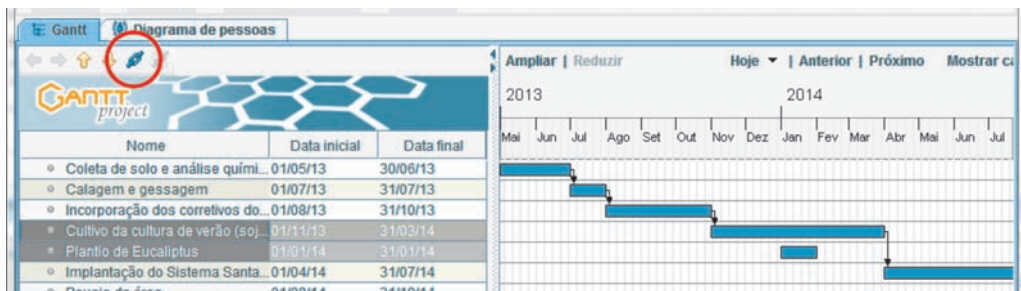 Gantt Diagrama de pessoas
Ampliar | Reduzir Hoje | Anterior | Próximo Mostrar ca
GANTT
project
2013 2014
Mai Jun Jul Ago Set Out Nov Dez Jan Fev Mar Abr Mai Jun Jul
Nome Data inicial Data final
Coleta de solo e análise quími... 01/05/13 30/06/13
Calagem e gessagem 01/07/13 31/07/13
Incorporação dos corretivos do... 01/08/13 31/10/13
Cultivo da cultura de verão (soj... 01/11/13 31/03/14
Plantio de Eucaliptus 01/01/14 31/01/14
Implantação do Sistema Santa... 01/04/14 31/07/14